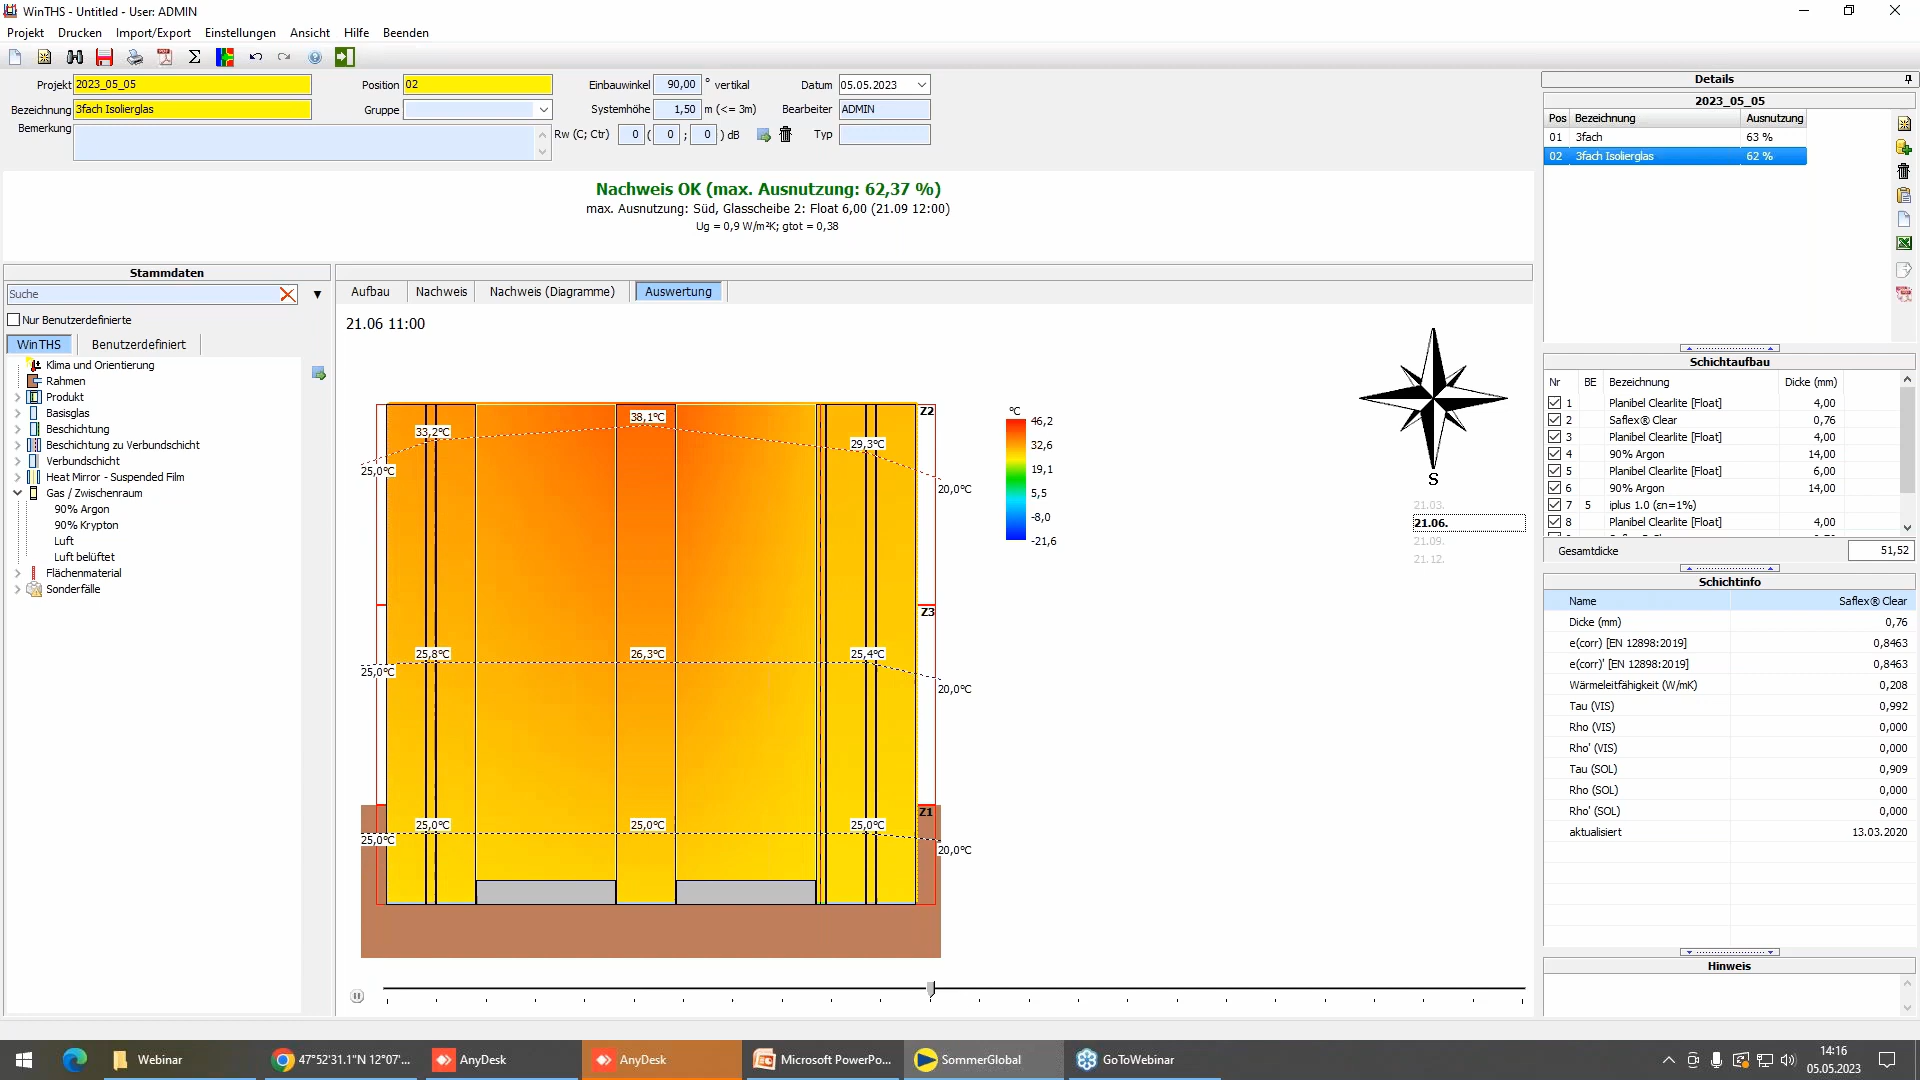 WinTHS - Untitled - User: ADMIN
Projekt Drucken Import/Export Einstellungen Ansicht Hilfe Beenden
Projekt 2023_05_05 Position 02 Einbauwinkel 90,00 ° vertikal Datum 05.05.2023
Bezeichnung 3fach Isolierglas Gruppe Systemhöhe 1,50 m (<= 3m) Bearbeiter ADMIN
Bemerkung Rw (C; Ctr) 0 ( 0 ; 0 ) dB Typ
Nachweis OK (max. Ausnutzung: 62,37 %)
max. Ausnutzung: Süd, Glasscheibe 2: Float 6,00 (21.09 12:00)
Ug = 0,9 W/m²K; gtot = 0,38
Stammdaten
Suche
Nur Benutzerdefinierte
WinTHS Benutzerdefiniert
Klima und Orientierung
Rahmen
Produkt
Basisglas
Beschichtung
Beschichtung zu Verbundschicht
Verbundschicht
Heat Mirror - Suspended Film
Gas / Zwischenraum
90% Argon
90% Krypton
Luft
Luft belüftet
Flächenmaterial
Sonderfälle
Aufbau Nachweis Nachweis (Diagramme) Auswertung
21.06 11:00
Z2
38,1°C
33,2°C
29,3°C
25,0°C
20,0°C
Z3
25,8°C 26,3°C 25,4°C
25,0°C
20,0°C
Z1
25,0°C 25,0°C 25,0°C
25,0°C
20,0°C
°C
46,2
32,6
19,1
5,5
-8,0
-21,6
S
21.03.
21.06.
21.09.
21.12.
Details
2023_05_05
Pos Bezeichnung Ausnutzung
01 3fach 63 %
02 3fach Isolierglas 62 %
Schichtaufbau
Nr BE Bezeichnung Dicke (mm)
1 Planibel Clearlite [Float] 4,00
2 Saflex® Clear 0,76
3 Planibel Clearlite [Float] 4,00
4 90% Argon 14,00
5 Planibel Clearlite [Float] 6,00
6 90% Argon 14,00
7 5 iplus 1.0 (εn=1%)
8 Planibel Clearlite [Float] 4,00
Gesamtdicke 51,52
Schichtinfo
Name Saflex® Clear
Dicke (mm) 0,76
e(corr) [EN 12898:2019] 0,8463
e(corr)' [EN 12898:2019] 0,8463
Wärmeleitfähigkeit (W/mK) 0,208
Tau (VIS) 0,992
Rho (VIS) 0,000
Rho' (VIS) 0,000
Tau (SOL) 0,909
Rho (SOL) 0,000
Rho' (SOL) 0,000
aktualisiert 13.03.2020
Hinweis
Webinar 47°52'31.1"N 12°07'... AnyDesk AnyDesk Microsoft PowerPo... SommerGlobal GoToWebinar
14:16
05.05.2023